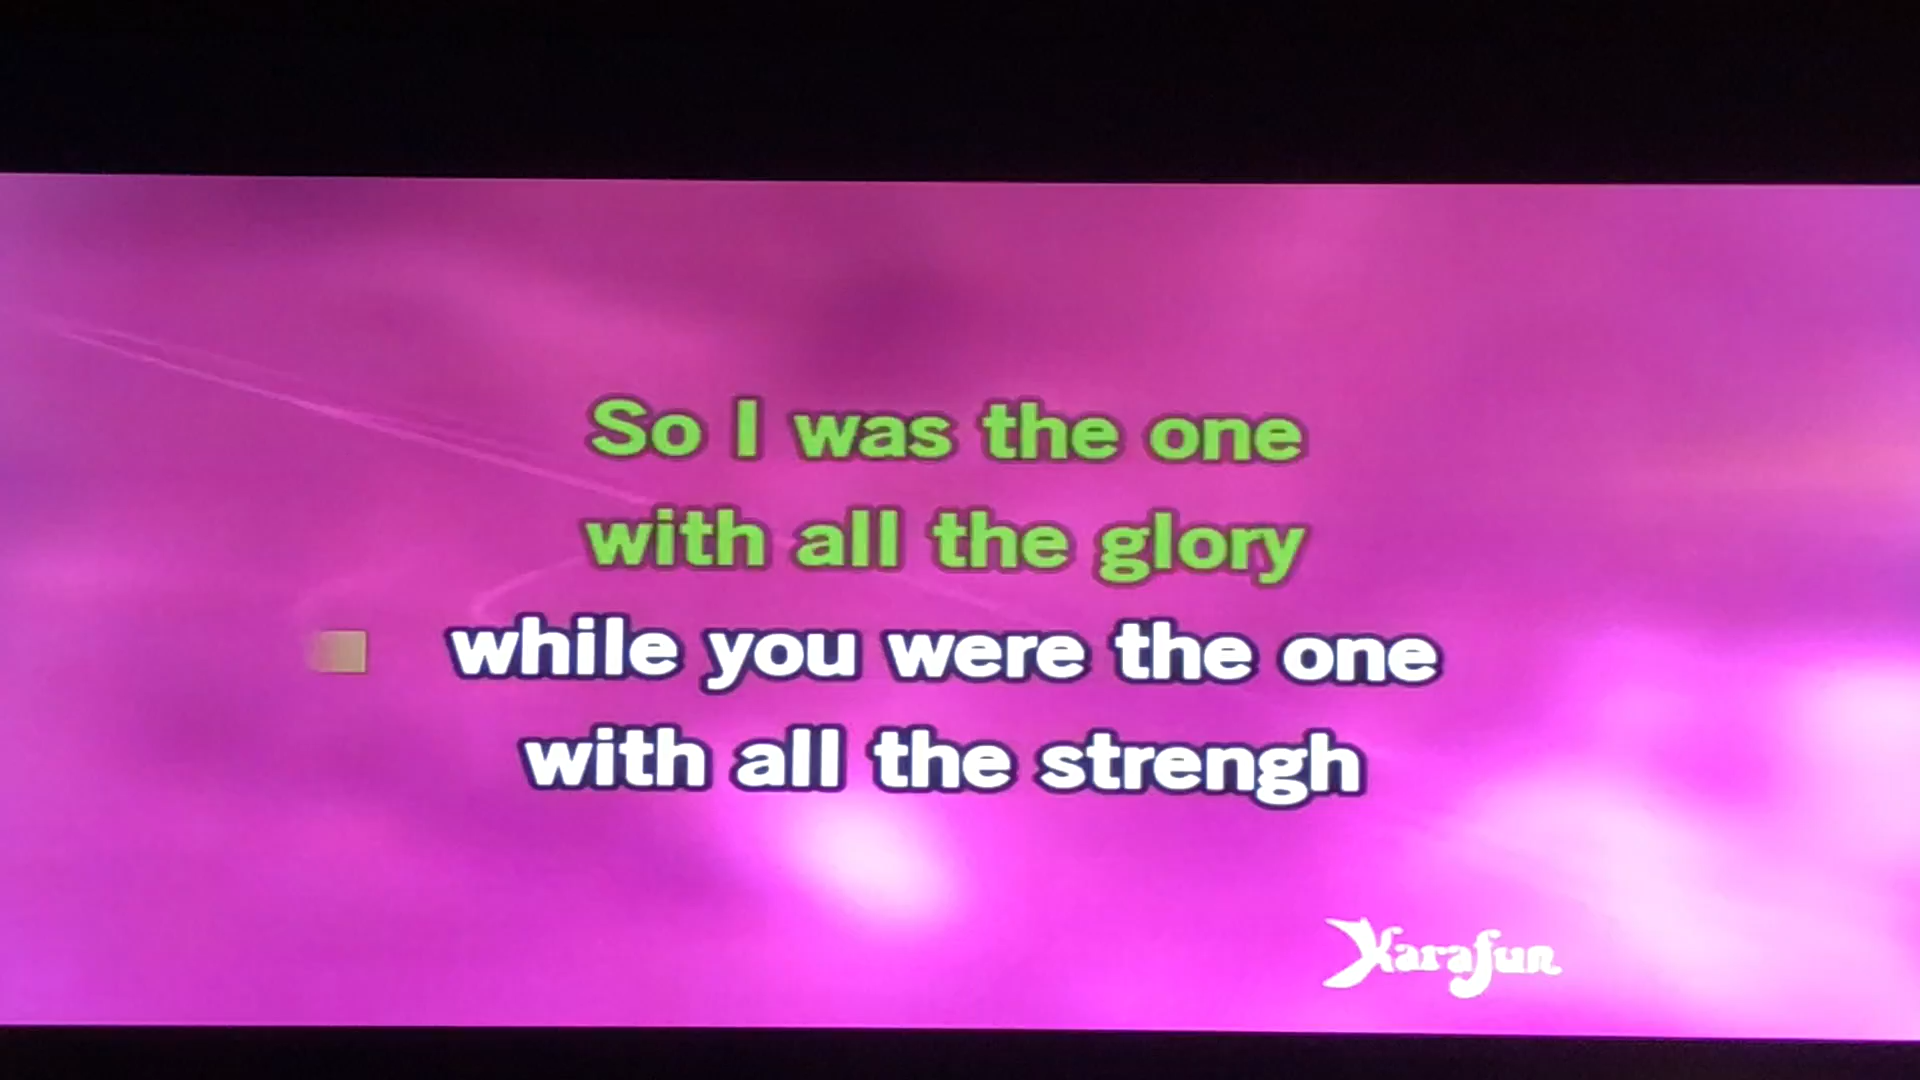 So I was the one
with all the glory
while you were the one
with all the strengh
Karafun